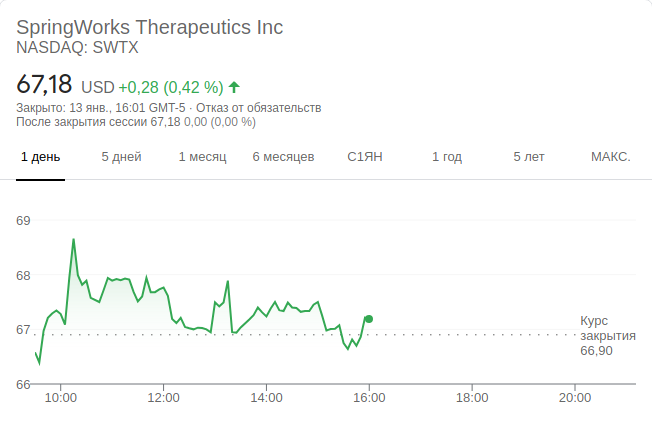 SpringWorks Therapeutics Inc
NASDAQ: SWTX
67,18 USD +0,28 (0,42 %)
Закрыто: 13 янв., 16:01 GMT-5 · Отказ от обязательств
После закрытия сессии 67,18 0,00 (0,00 %)
1 день 5 дней 1 месяц 6 месяцев С1ЯН 1 год 5 лет МАКС.
69
68
67
66
Курс
закрытия
66,90
10:00 12:00 14:00 16:00 18:00 20:00